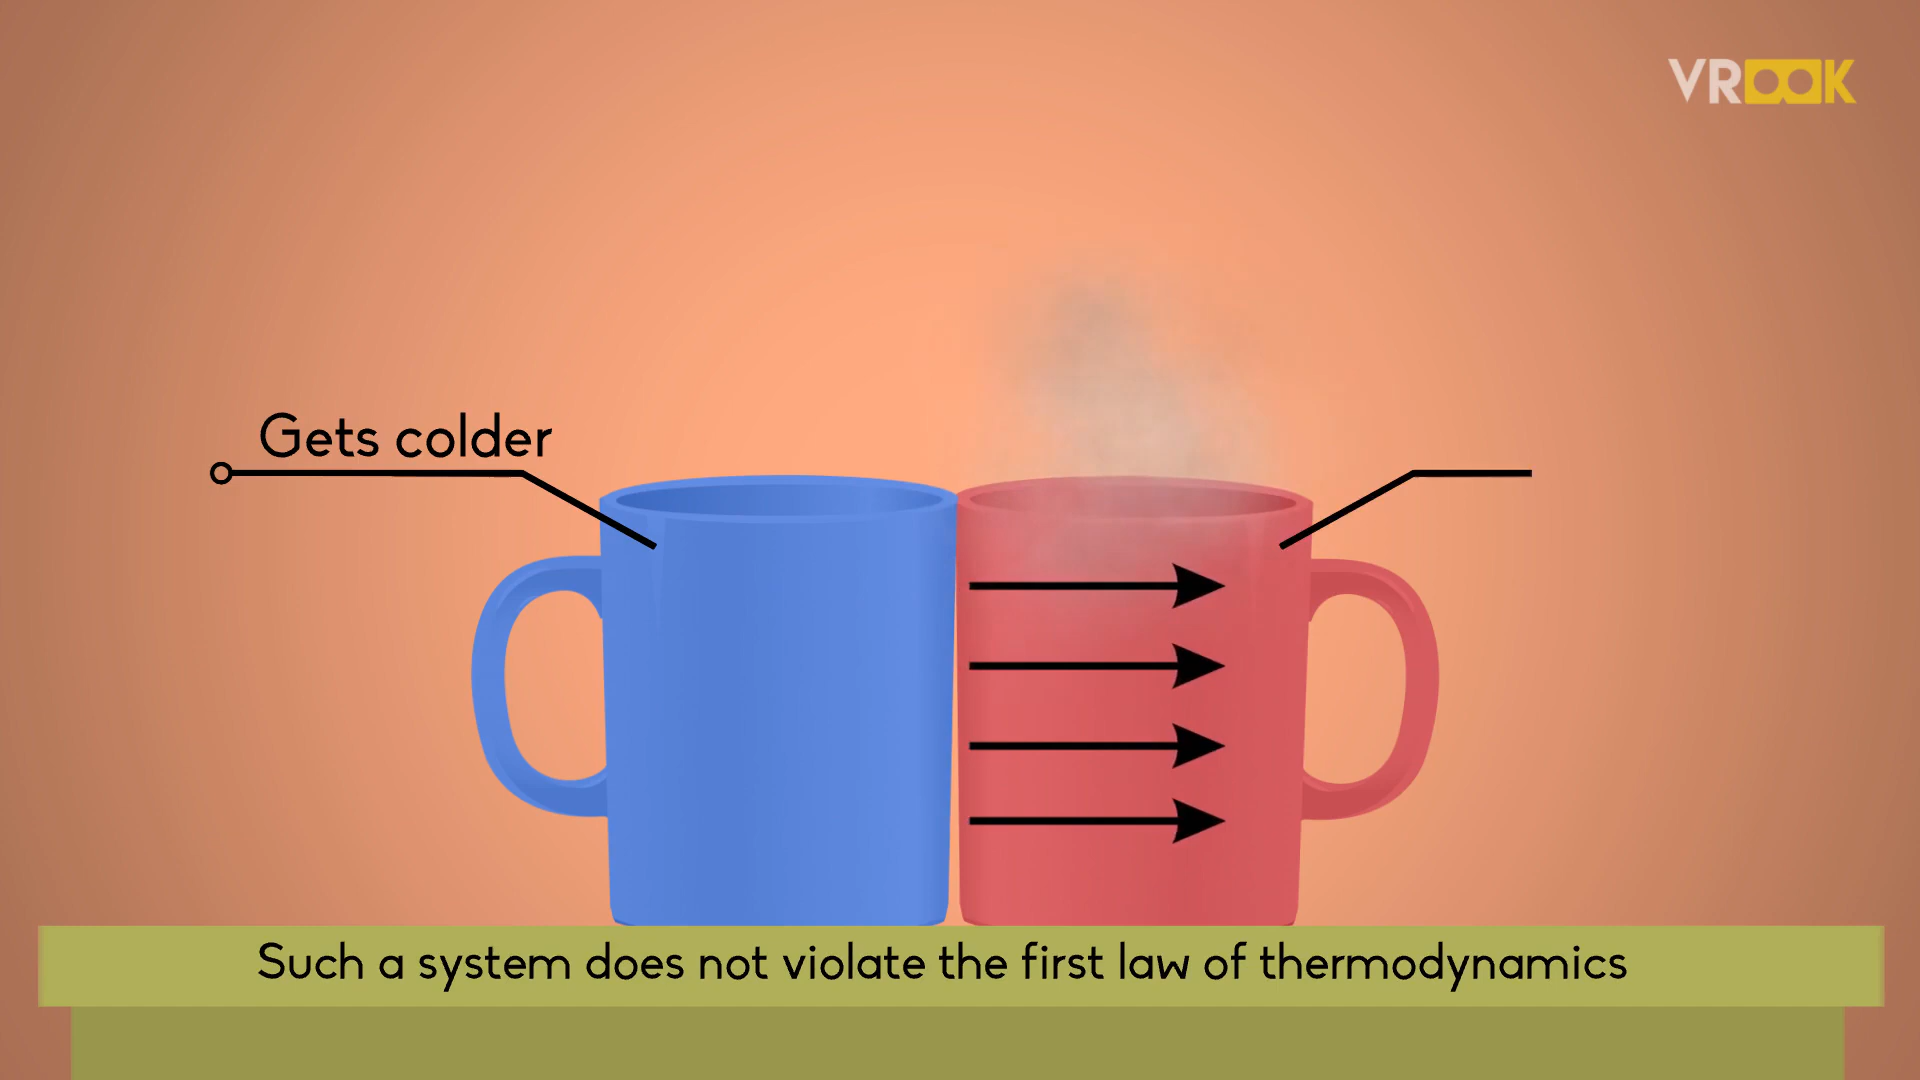 VROOK
Gets colder
Such a system does not violate the first law of thermodynamics